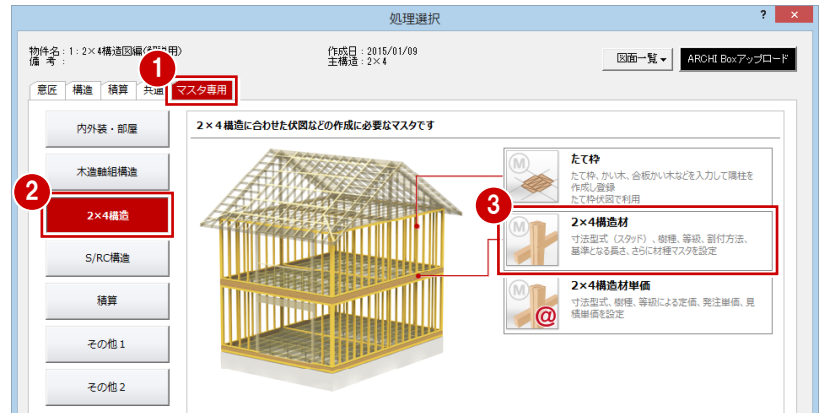 処理選択
? ×
物件名：1：2×4構造図編
作成日：2015/01/09
備　考：
主構造：2×4
図面一覧▼
ARCHI Boxアップロード
1
意匠 構造 積算 共通 マスタ専用
内外装・部屋
2×4構造に合わせた伏図などの作成に必要なマスタです
木造軸組構造
M
たて枠
たて枠、かい木、合板かい木などを入力して隅柱を
作成し登録
たて枠伏図で利用
2
3
2×4構造
M
2×4構造材
寸法型式（スタッド）、樹種、等級、割付方法、
基準となる長さ、さらに材種マスタを設定
S/RC構造
積算
M
@
2×4構造材単価
寸法型式、樹種、等級による定価、発注単価、見
積単価を設定
その他1
その他2